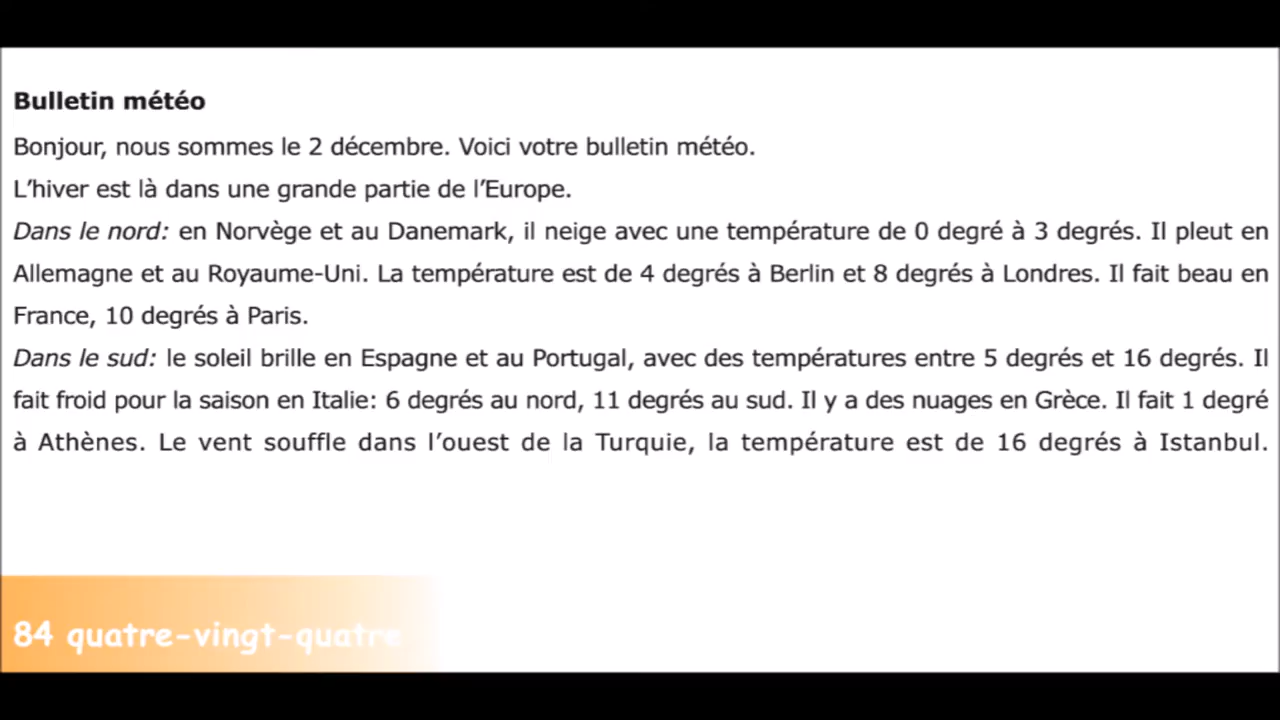 Bulletin météo
Bonjour, nous sommes le 2 décembre. Voici votre bulletin météo.
L’hiver est là dans une grande partie de l’Europe.
Dans le nord: en Norvège et au Danemark, il neige avec une température de 0 degré à 3 degrés. Il pleut en
Allemagne et au Royaume-Uni. La température est de 4 degrés à Berlin et 8 degrés à Londres. Il fait beau en
France, 10 degrés à Paris.
Dans le sud: le soleil brille en Espagne et au Portugal, avec des températures entre 5 degrés et 16 degrés. Il
fait froid pour la saison en Italie: 6 degrés au nord, 11 degrés au sud. Il y a des nuages en Grèce. Il fait 1 degré
à Athènes. Le vent souffle dans l’ouest de la Turquie, la température est de 16 degrés à Istanbul.
84 quatre-vingt-quatre